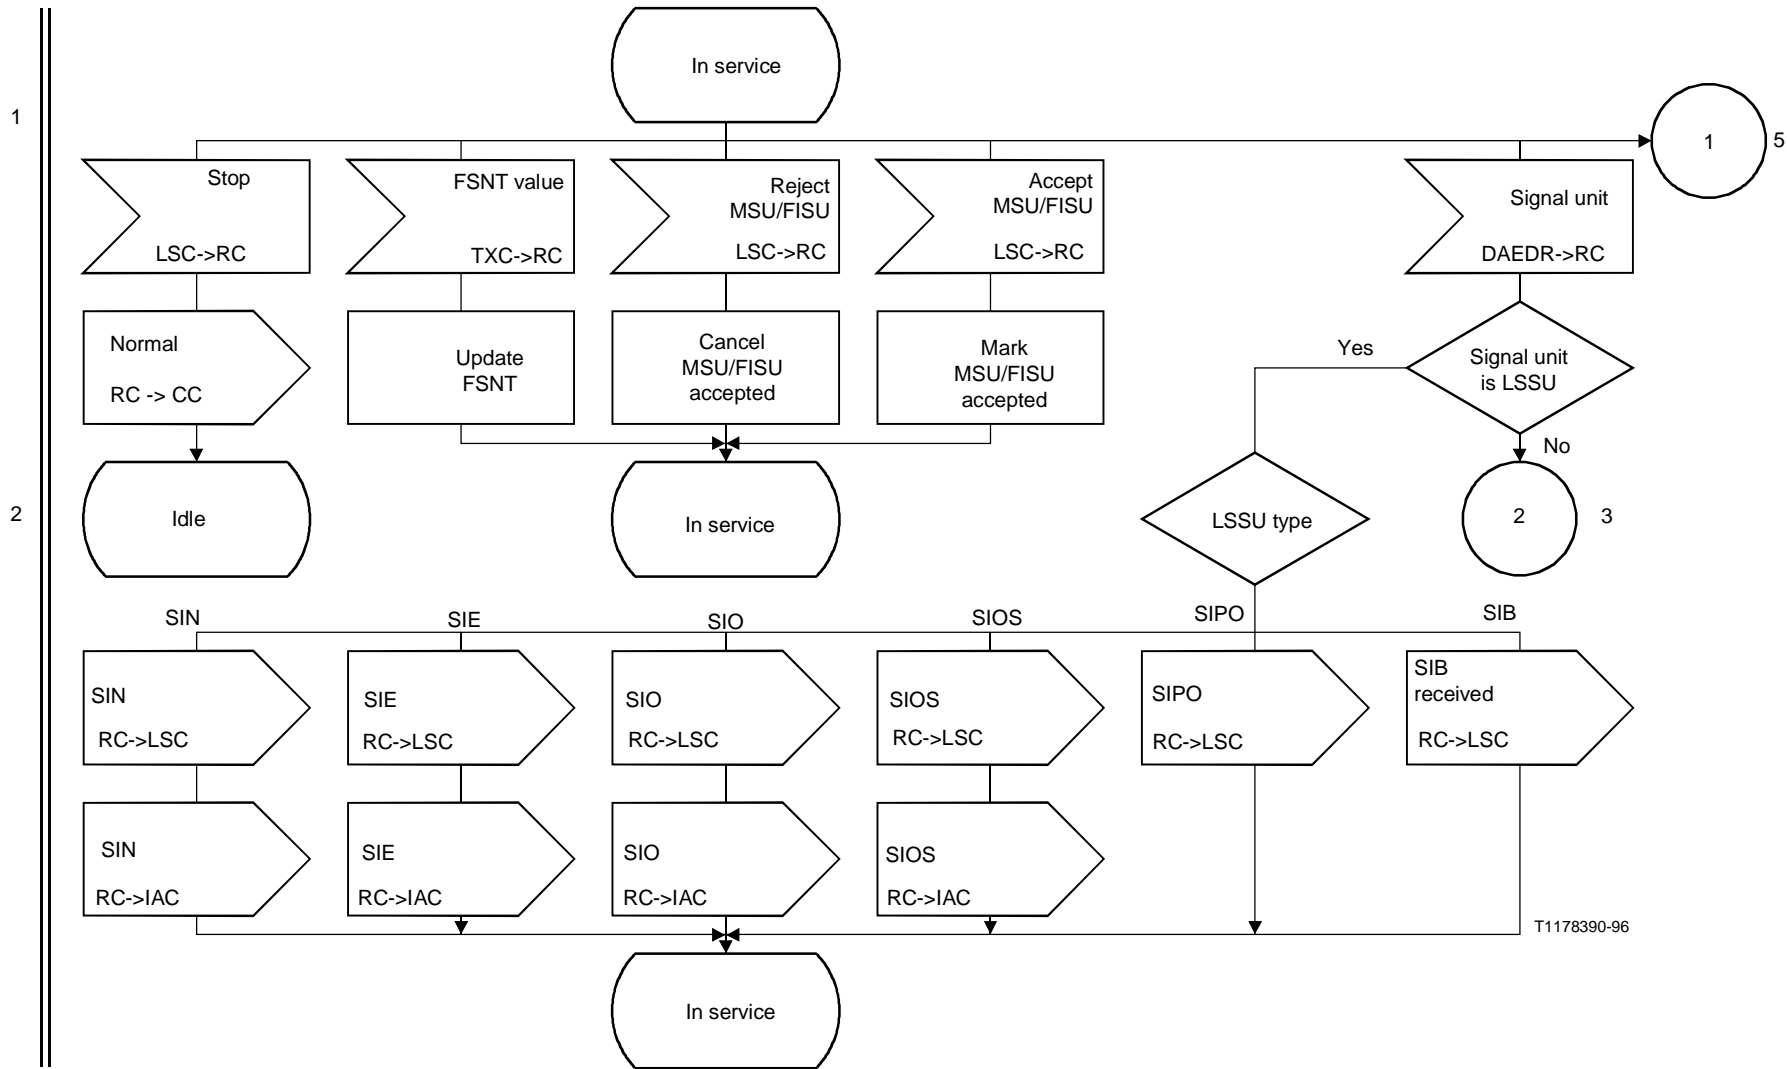 In service
1
1
5
Stop
LSC->RC
FSNT value
TXC->RC
Reject
MSU/FISU
LSC->RC
Accept
MSU/FISU
LSC->RC
Signal unit
DAEDR->RC
Normal
RC -> CC
Update
FSNT
Cancel
MSU/FISU
accepted
Mark
MSU/FISU
accepted
Yes
Signal unit
is LSSU
No
2
Idle
In service
LSSU type
2
3
SIN
SIE
SIO
SIOS
SIPO
SIB
SIN
RC->LSC
SIE
RC->LSC
SIO
RC->LSC
SIOS
RC->LSC
SIPO
RC->LSC
SIB
received
RC->LSC
SIN
RC->IAC
SIE
RC->IAC
SIO
RC->IAC
SIOS
RC->IAC
T1178390-96
In service